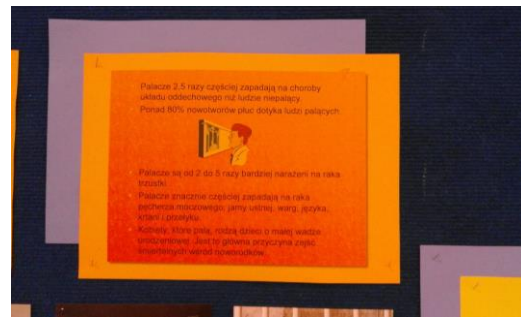 Palacze 2,5 razy częściej zapadają na choroby
układu oddechowego niż ludzie niepalący.
Ponad 80% nowotworów płuc dotyka ludzi palących
Palacze są od 2 do 5 razy bardziej narażeni na raka
trzustki.
Palacze znacznie częściej zapadają na raka
pęcherza moczowego, jamy ustnej, warg, języka,
krtani i przełyku.
Kobiety, które palą, rodzą dzieci o małej wadze
urodzeniowej. Jest to główna przyczyna zejść
śmiertelnych wśród noworodków.